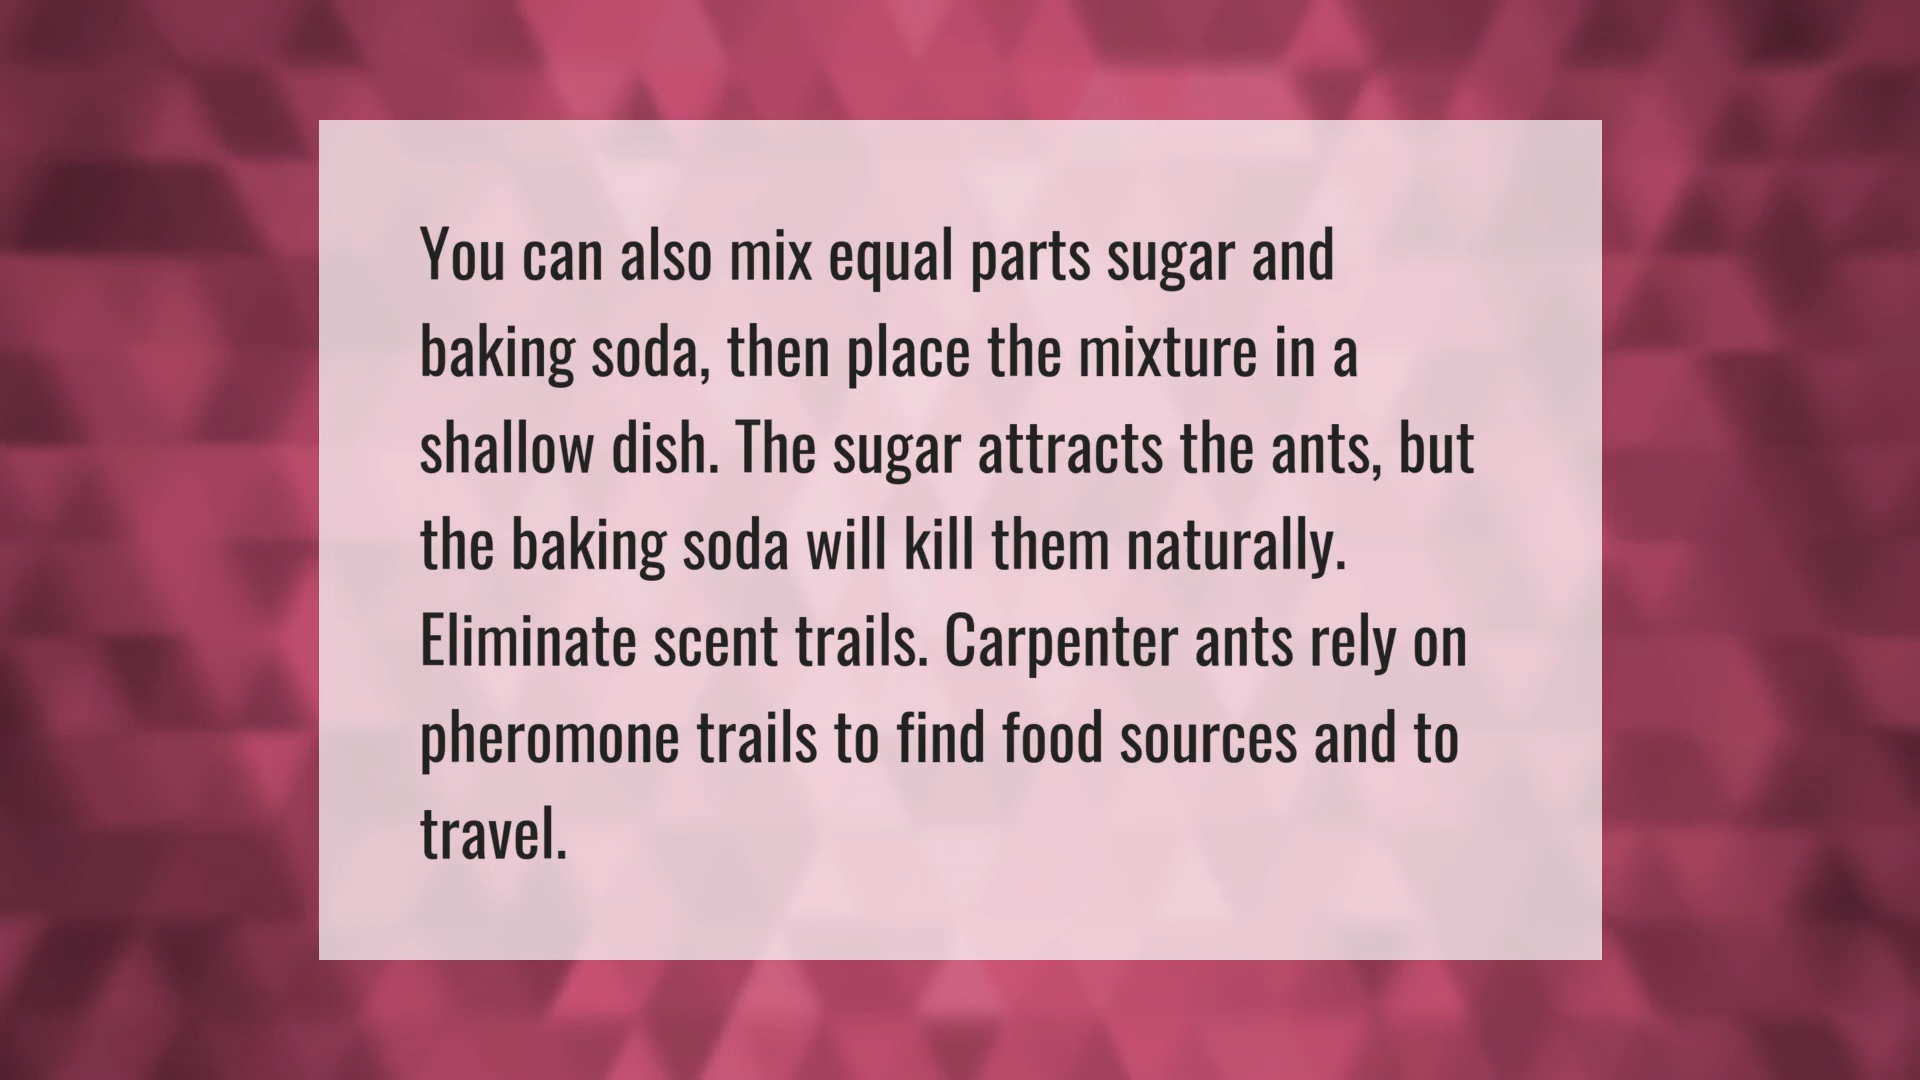 You can also mix equal parts sugar and
baking soda, then place the mixture in a
shallow dish. The sugar attracts the ants, but
the baking soda will kill them naturally.
Eliminate scent trails. Carpenter ants rely on
pheromone trails to find food sources and to
travel.